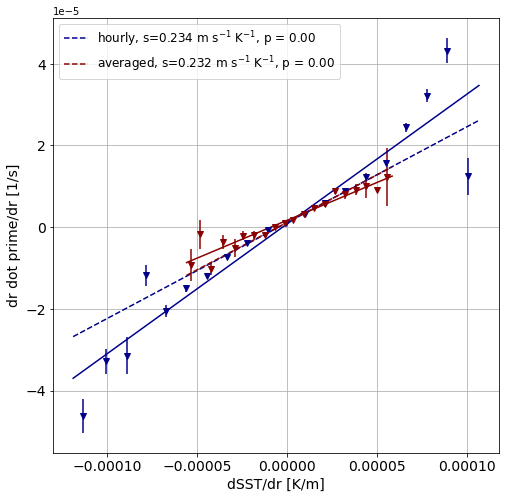 1e−5
hourly, s=0.234 m s⁻¹ K⁻¹, p = 0.00
averaged, s=0.232 m s⁻¹ K⁻¹, p = 0.00
4
2
0
−2
−4
dr dot prime/dr [1/s]
−0.00010 −0.00005 0.00000 0.00005 0.00010
dSST/dr [K/m]